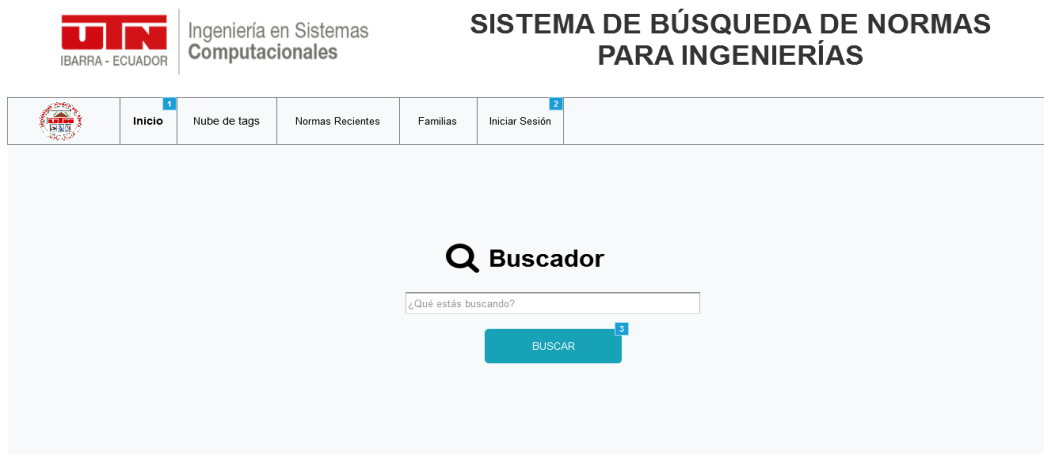 UTN
IBARRA - ECUADOR
Ingeniería en Sistemas
Computacionales
SISTEMA DE BÚSQUEDA DE NORMAS
PARA INGENIERÍAS
1
2
Inicio
Nube de tags
Normas Recientes
Familias
Iniciar Sesión
Buscador
¿Qué estás buscando?
3
BUSCAR